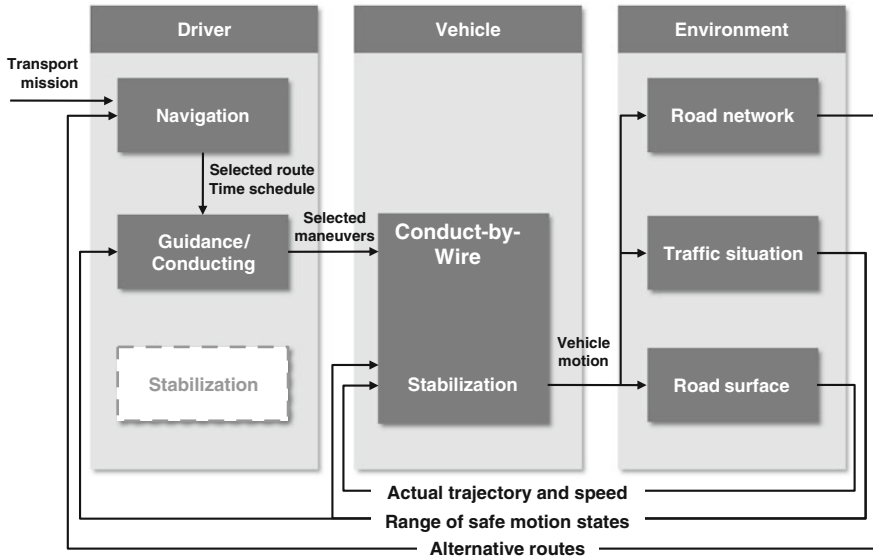 Driver
Vehicle
Environment
Transport
mission
Navigation
Road network
Selected route
Time schedule
Guidance/
Conducting
Selected
maneuvers
Conduct-by-
Wire
Traffic situation
Stabilization
Stabilization
Vehicle
motion
Road surface
Actual trajectory and speed
Range of safe motion states
Alternative routes